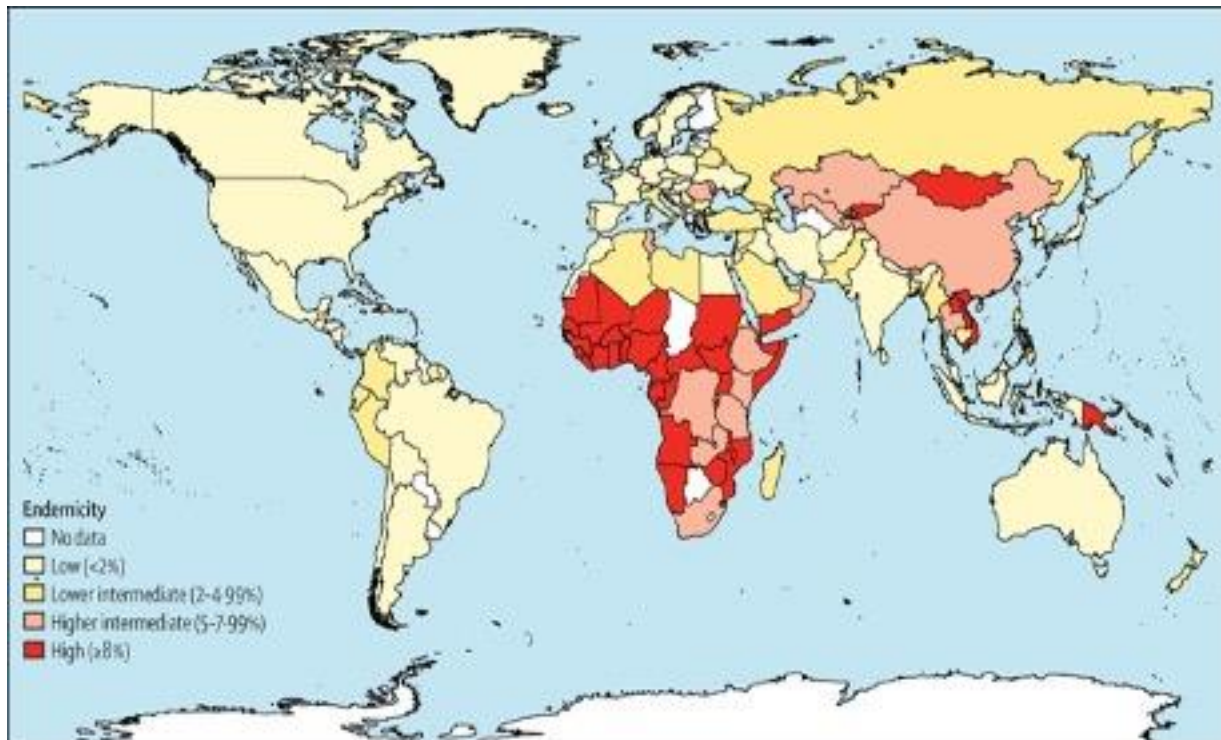 Endemicity
No data
Low (<2%)
Lower intermediate (2–4·99%)
Higher intermediate (5–7·99%)
High (≥8%)